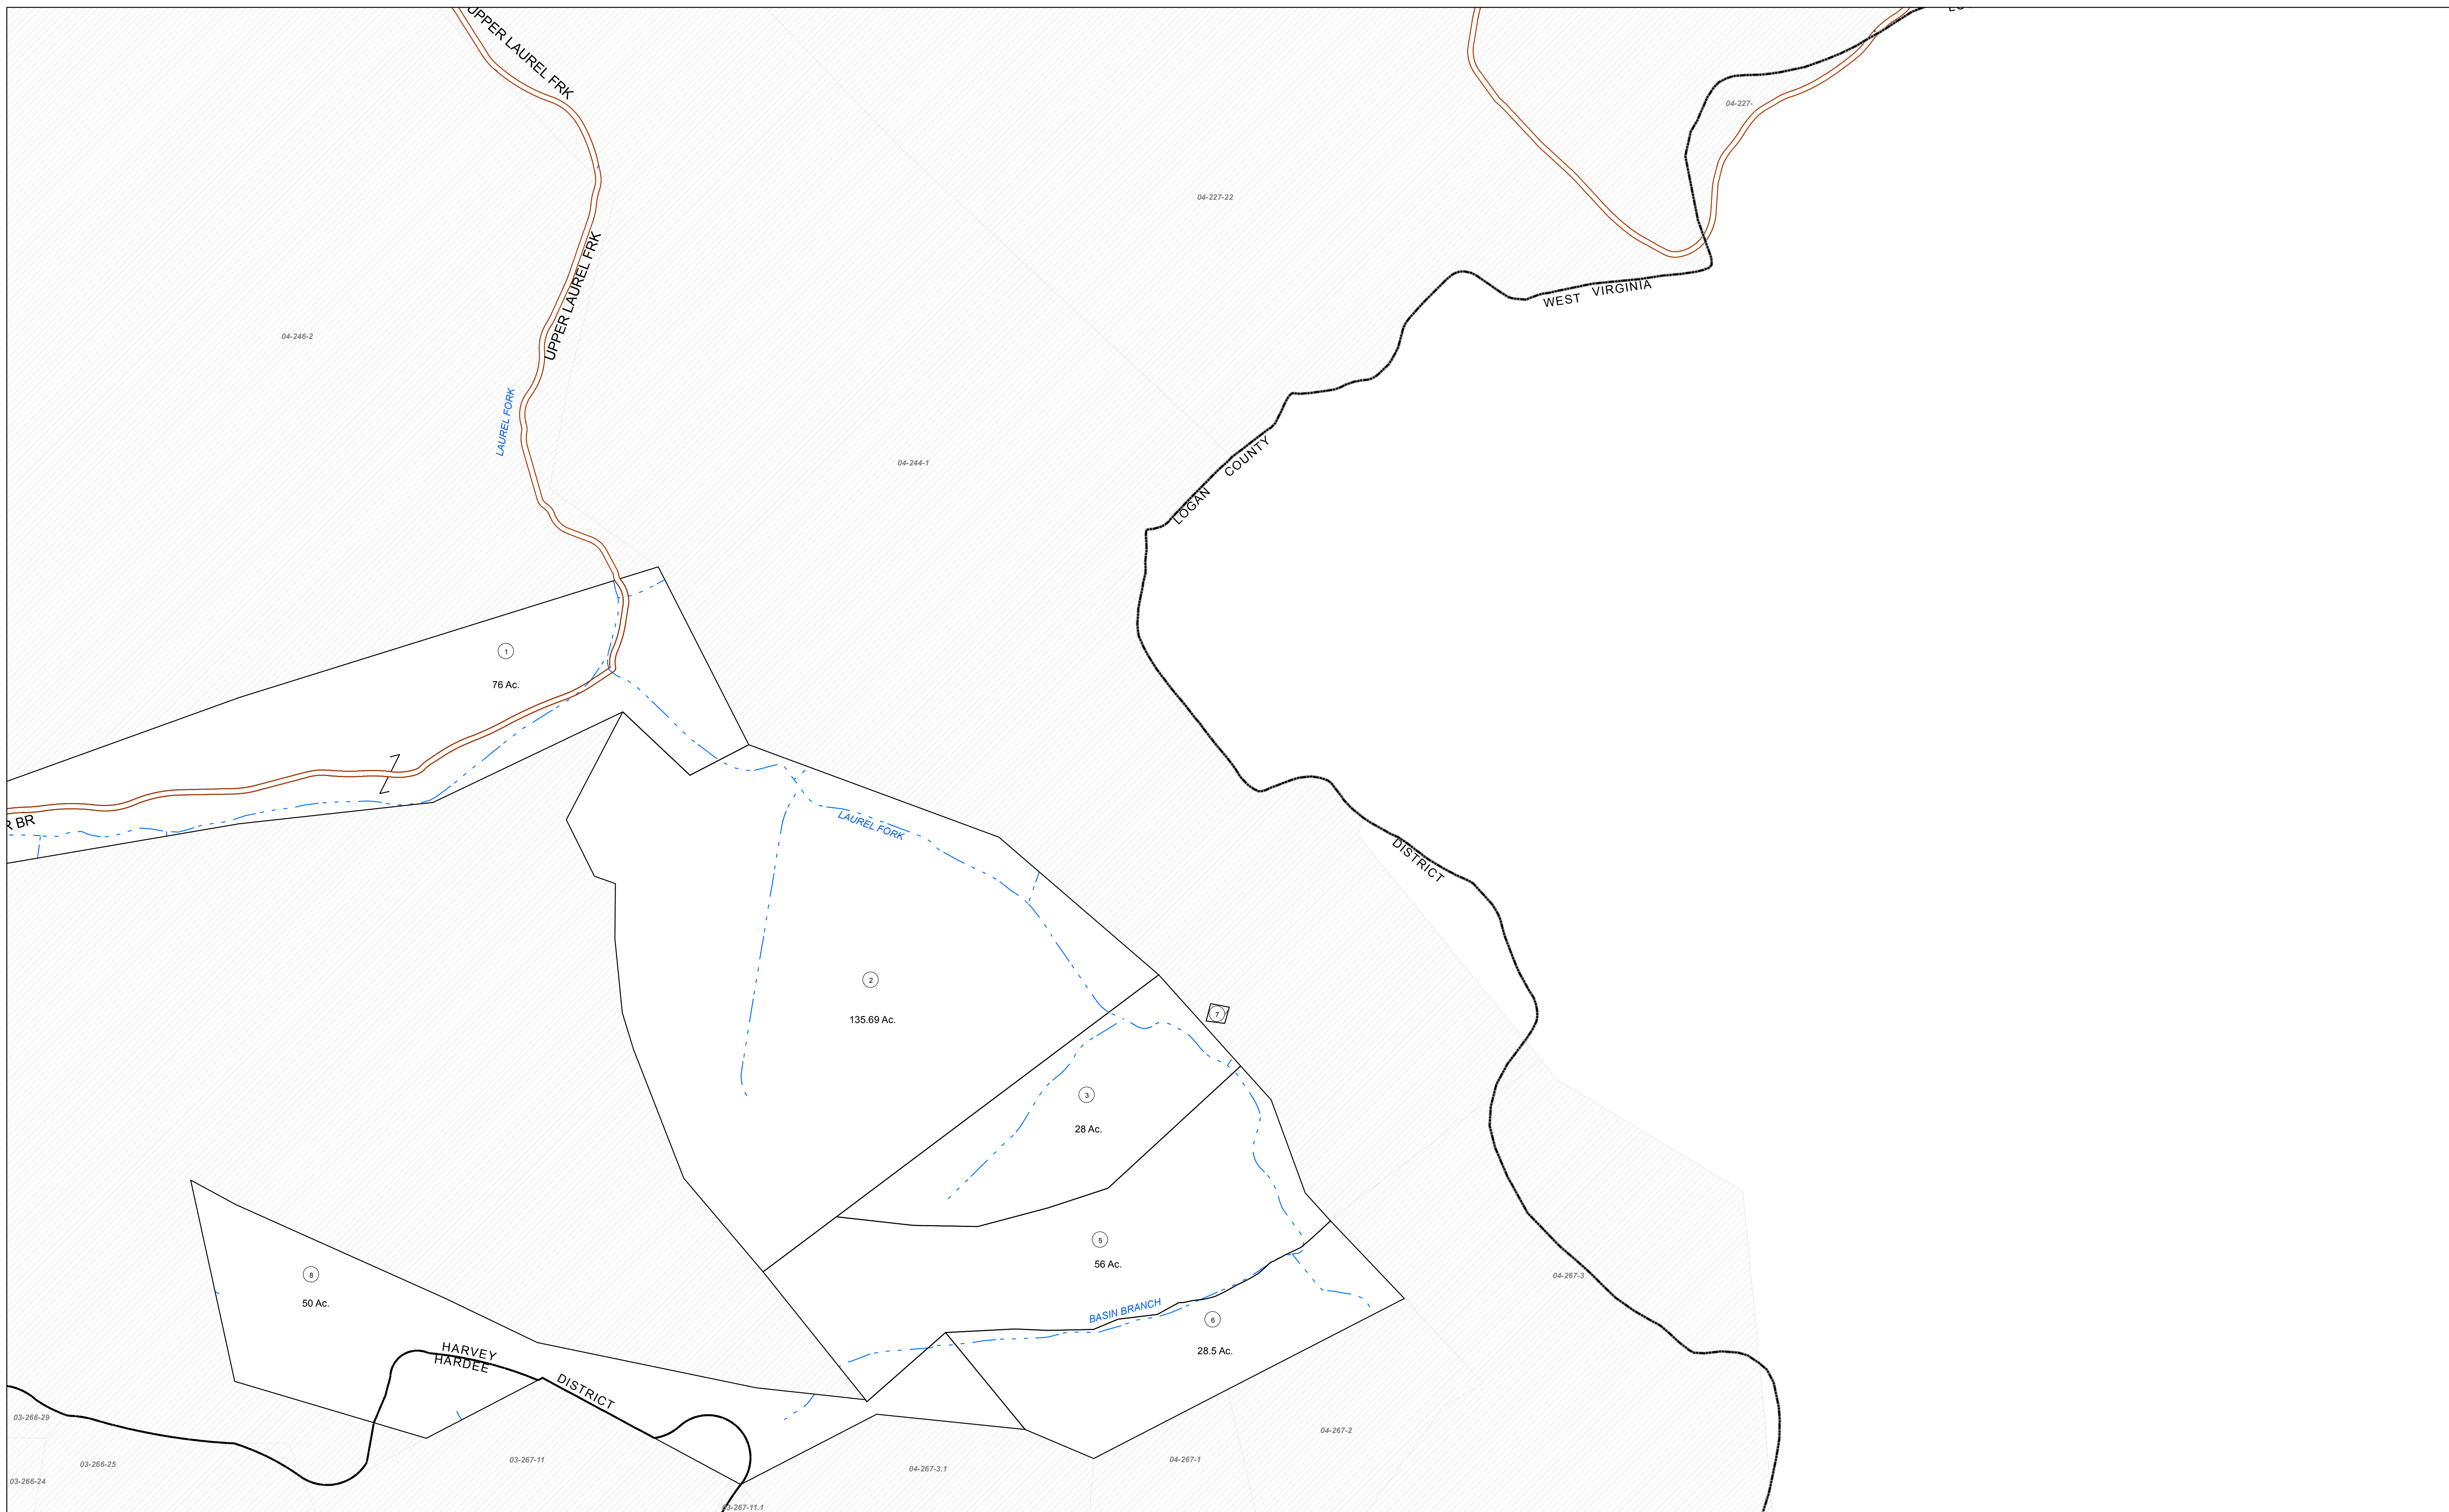 UPPER LAUREL FRK
04-227-
04-227-22
UPPER LAUREL FRK
WEST VIRGINIA
04-246-2
LAUREL FORK
LOGAN COUNTY
04-244-1
1
76 Ac.
R BR
LAUREL FORK
DISTRICT
2
135.69 Ac.
7
3
28 Ac.
5
56 Ac.
8
50 Ac.
04-267-3
BASIN BRANCH
6
28.5 Ac.
HARVEY
HARDEE
DISTRICT
03-266-29
04-267-2
03-266-25
03-267-11
04-267-1
04-267-3.1
03-266-24
03-267-11.1